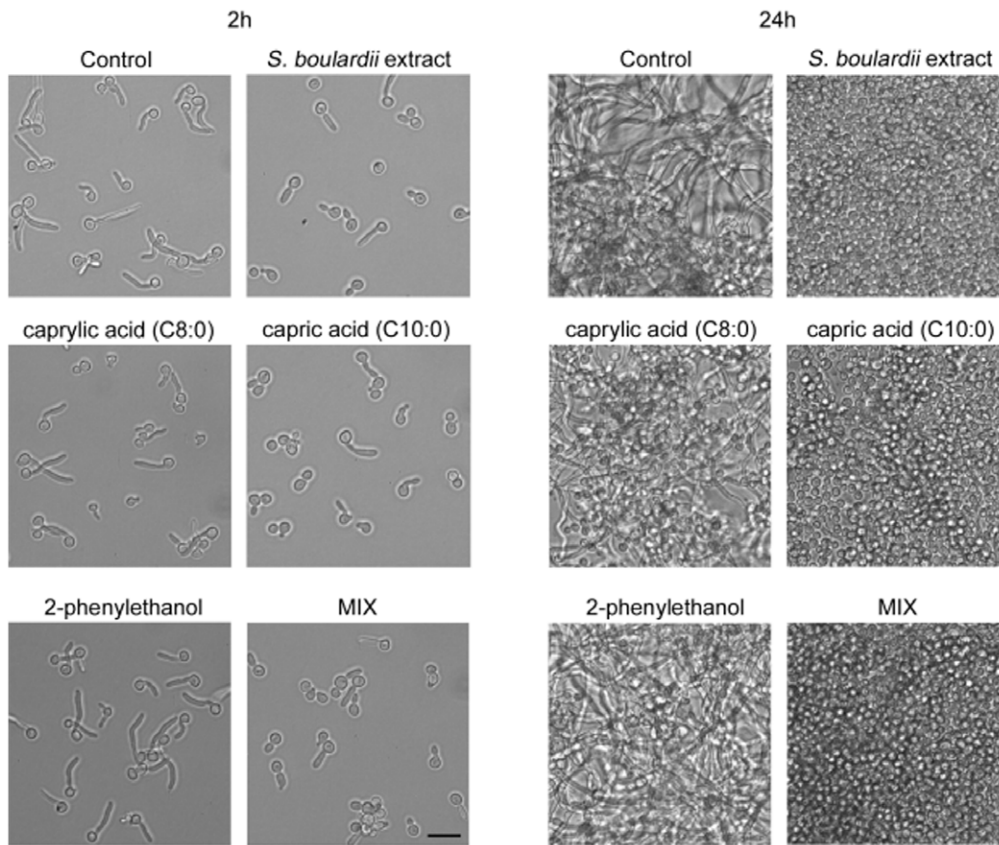 2h 24h
Control S. boulardii extract Control S. boulardii extract
caprylic acid (C8:0) capric acid (C10:0) caprylic acid (C8:0) capric acid (C10:0)
2-phenylethanol MIX 2-phenylethanol MIX